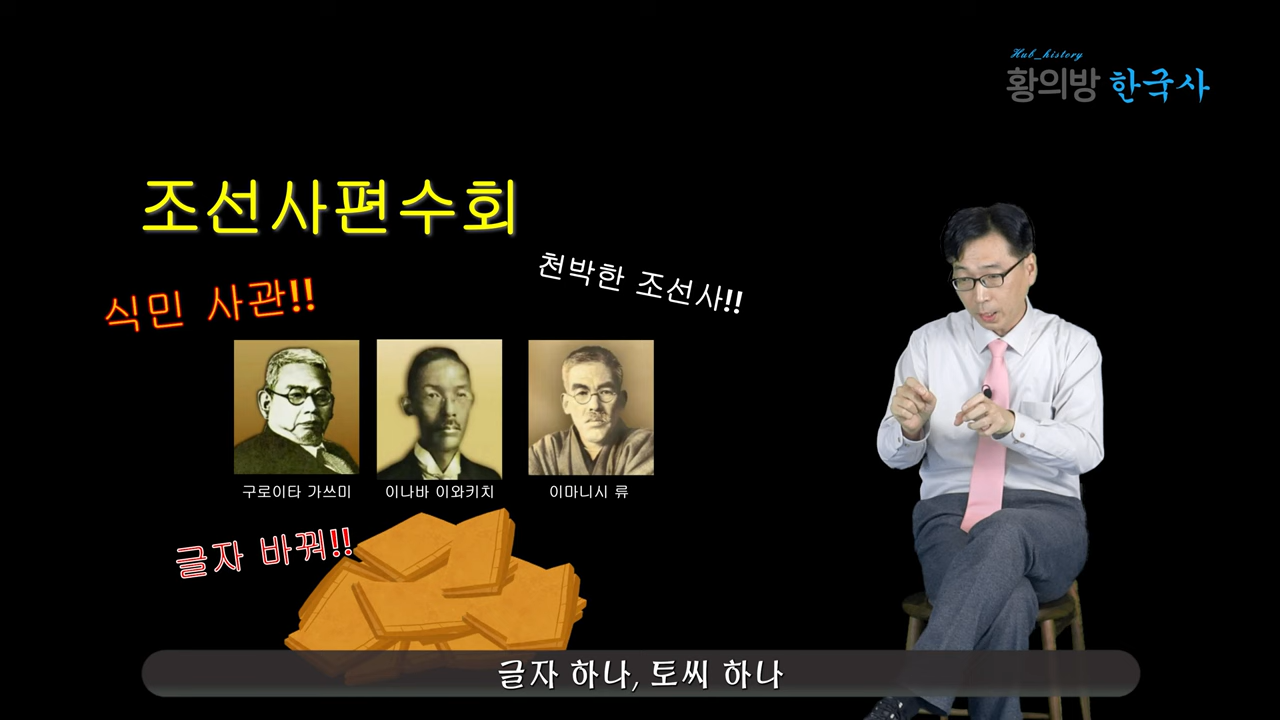 Hub_history
황의방 한국사
조선사편수회
천박한 조선사!!
식민 사관!!
구로이타 가쓰미
이나바 이와키치
이마니시 류
글자 바꿔!!
글자 하나, 토씨 하나